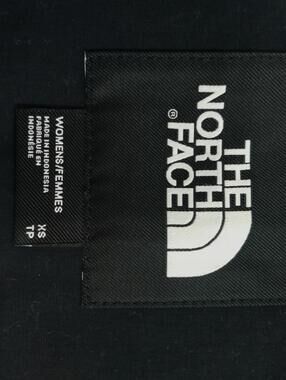 THE
NORTH
FACE
®
WOMENS/FEMMES
MADE IN INDONESIA
FABRIQUÉ EN
INDONÉSIE
XS
TP